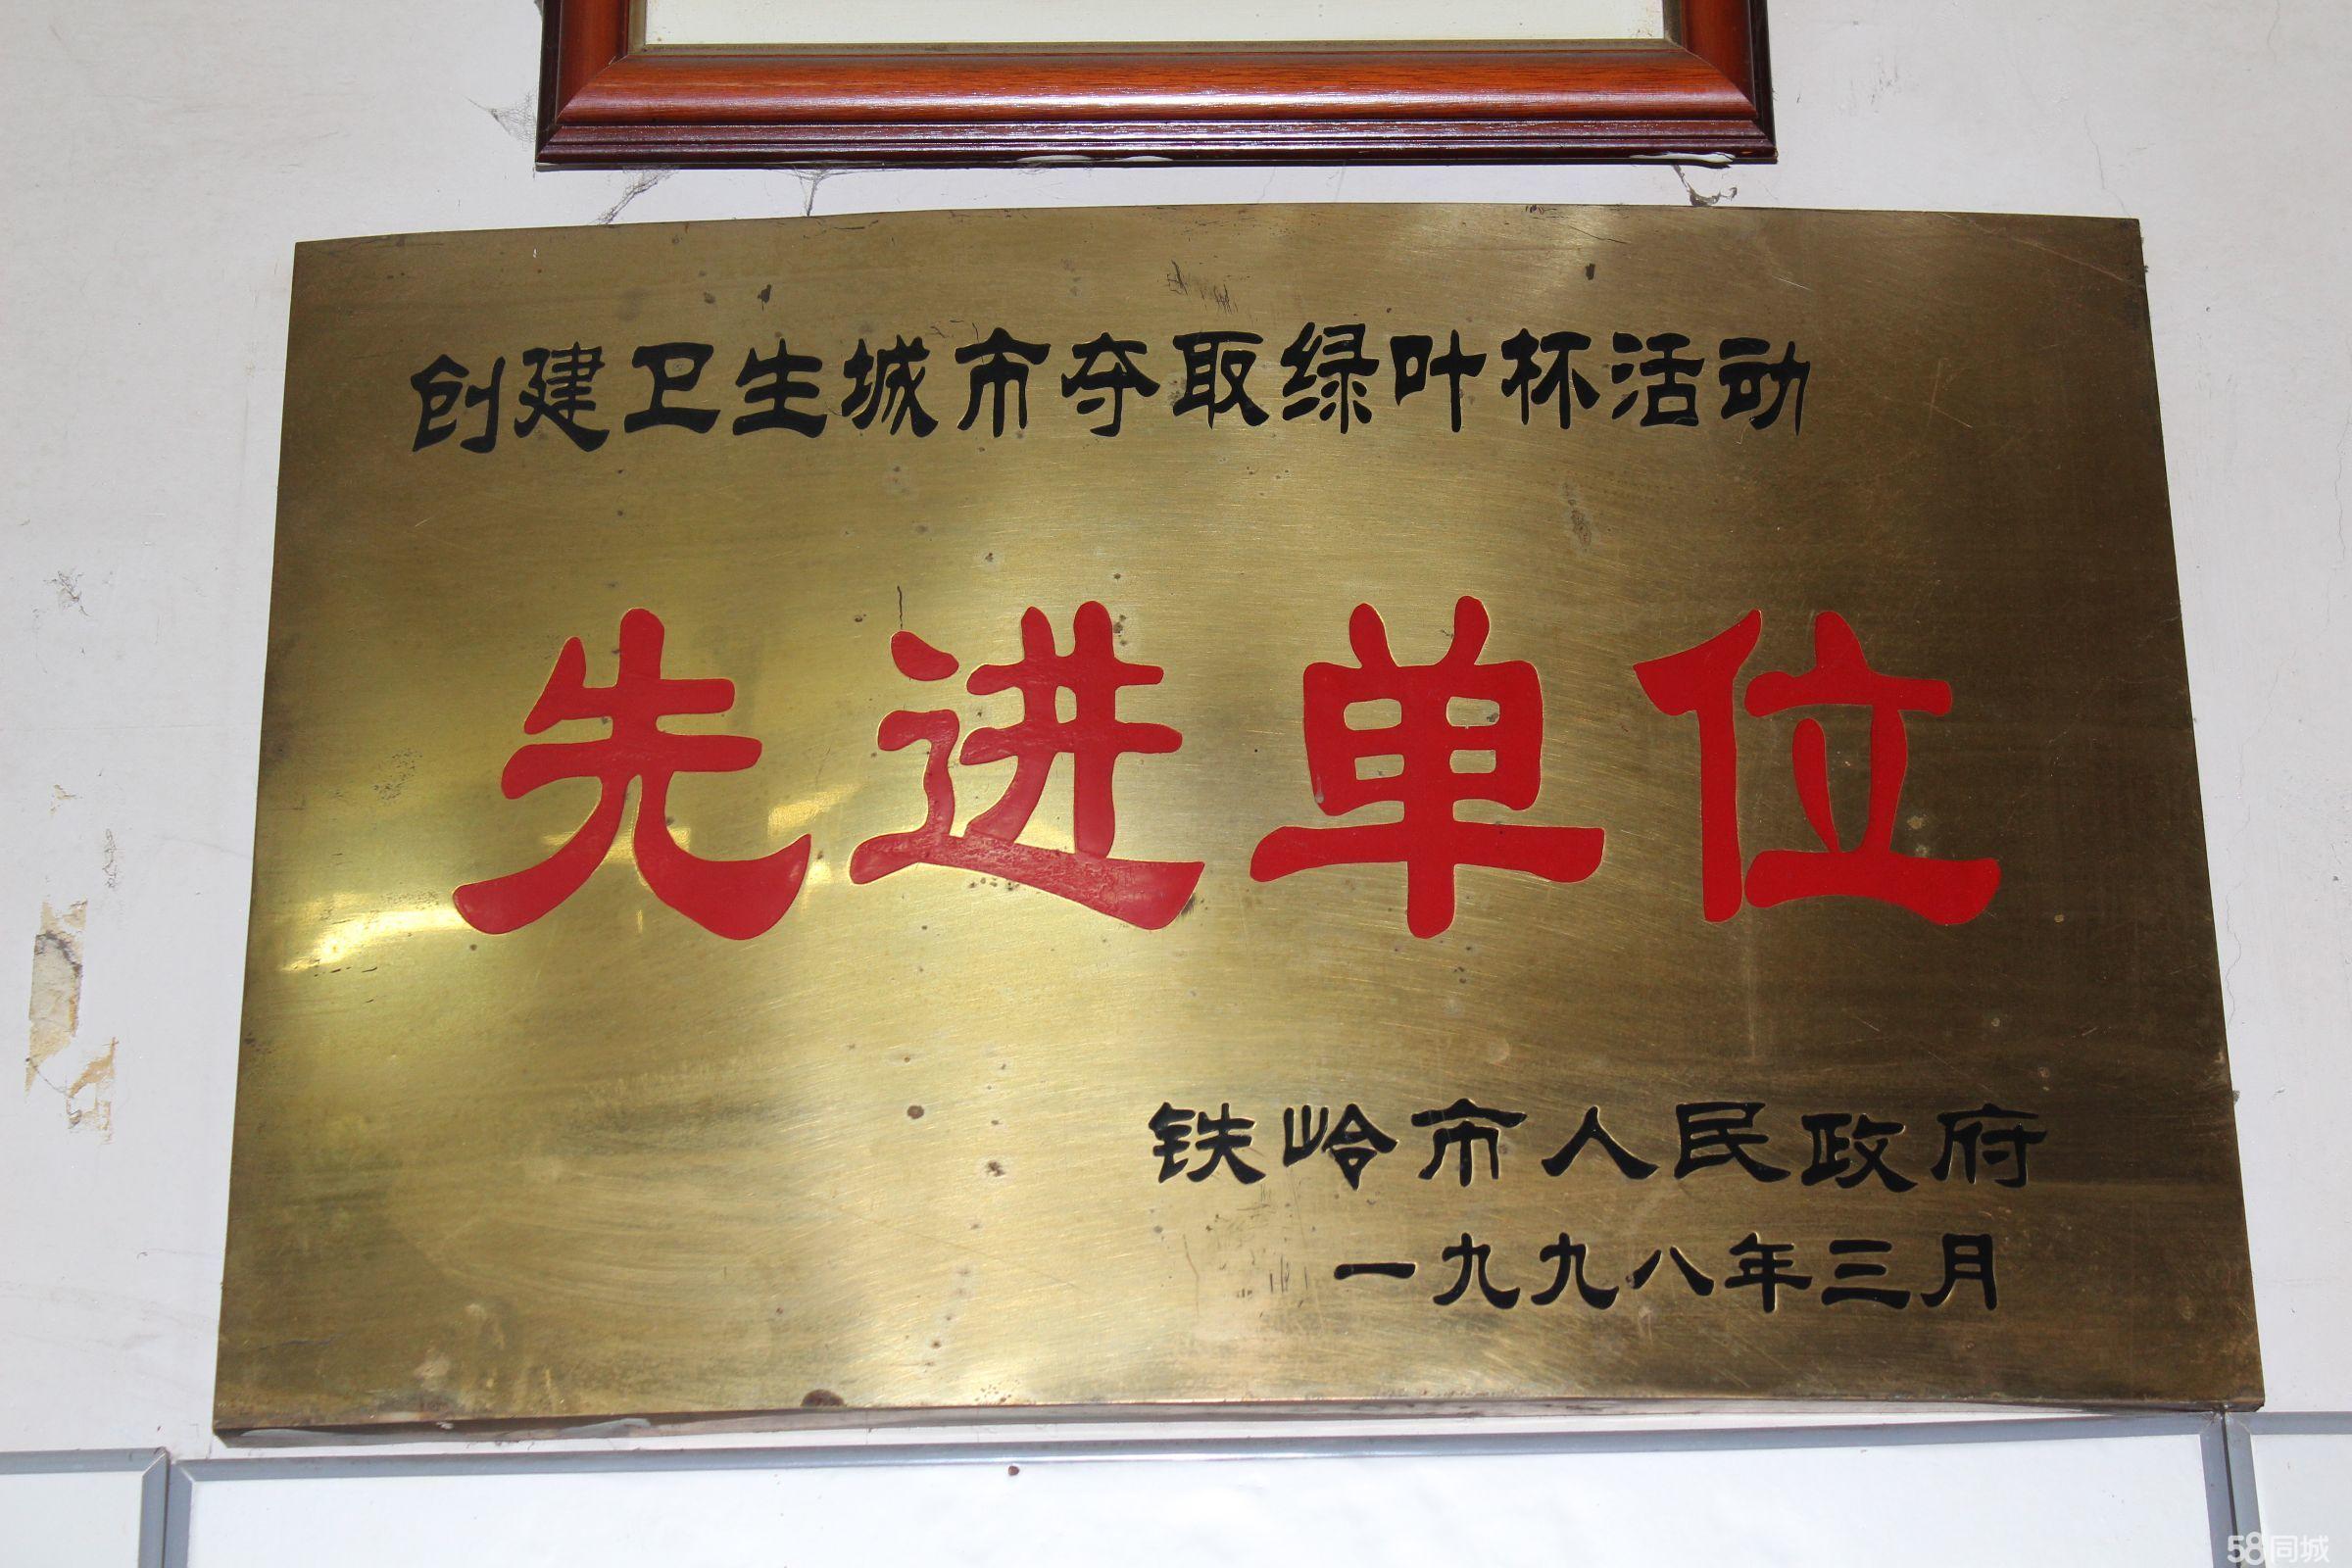 创建卫生城市夺取绿叶杯活动
先进单位
铁岭市人民政府
一九九八年三月
58同城